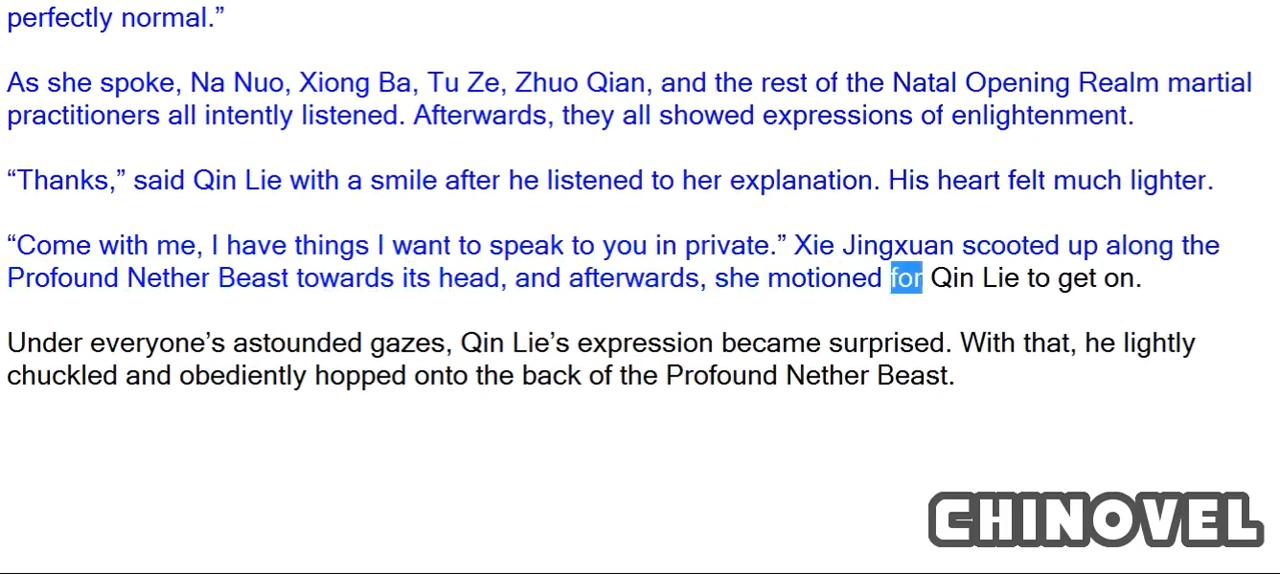 perfectly normal.”
As she spoke, Na Nuo, Xiong Ba, Tu Ze, Zhuo Qian, and the rest of the Natal Opening Realm martial
practitioners all intently listened. Afterwards, they all showed expressions of enlightenment.
“Thanks,” said Qin Lie with a smile after he listened to her explanation. His heart felt much lighter.
“Come with me, I have things I want to speak to you in private.” Xie Jingxuan scooted up along the
Profound Nether Beast towards its head, and afterwards, she motioned for Qin Lie to get on.
Under everyone’s astounded gazes, Qin Lie’s expression became surprised. With that, he lightly
chuckled and obediently hopped onto the back of the Profound Nether Beast.
CHINOVEL